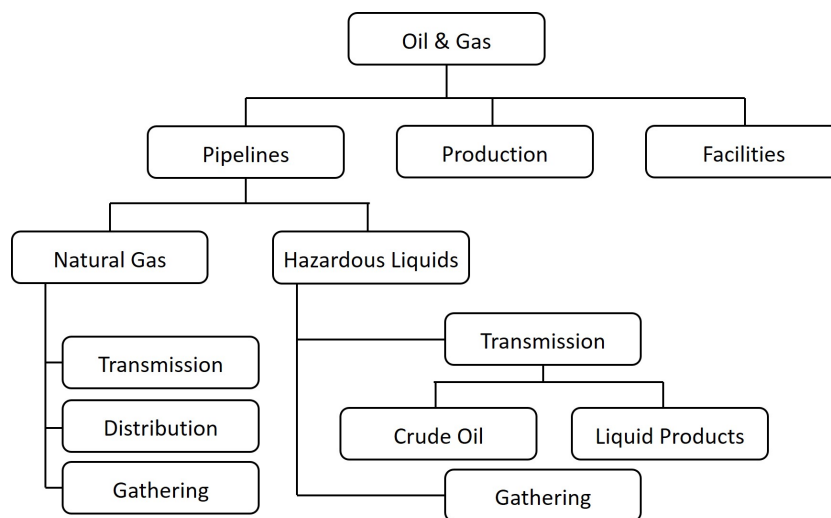 Oil & Gas
Pipelines
Production
Facilities
Natural Gas
Hazardous Liquids
Transmission
Distribution
Gathering
Transmission
Crude Oil
Liquid Products
Gathering